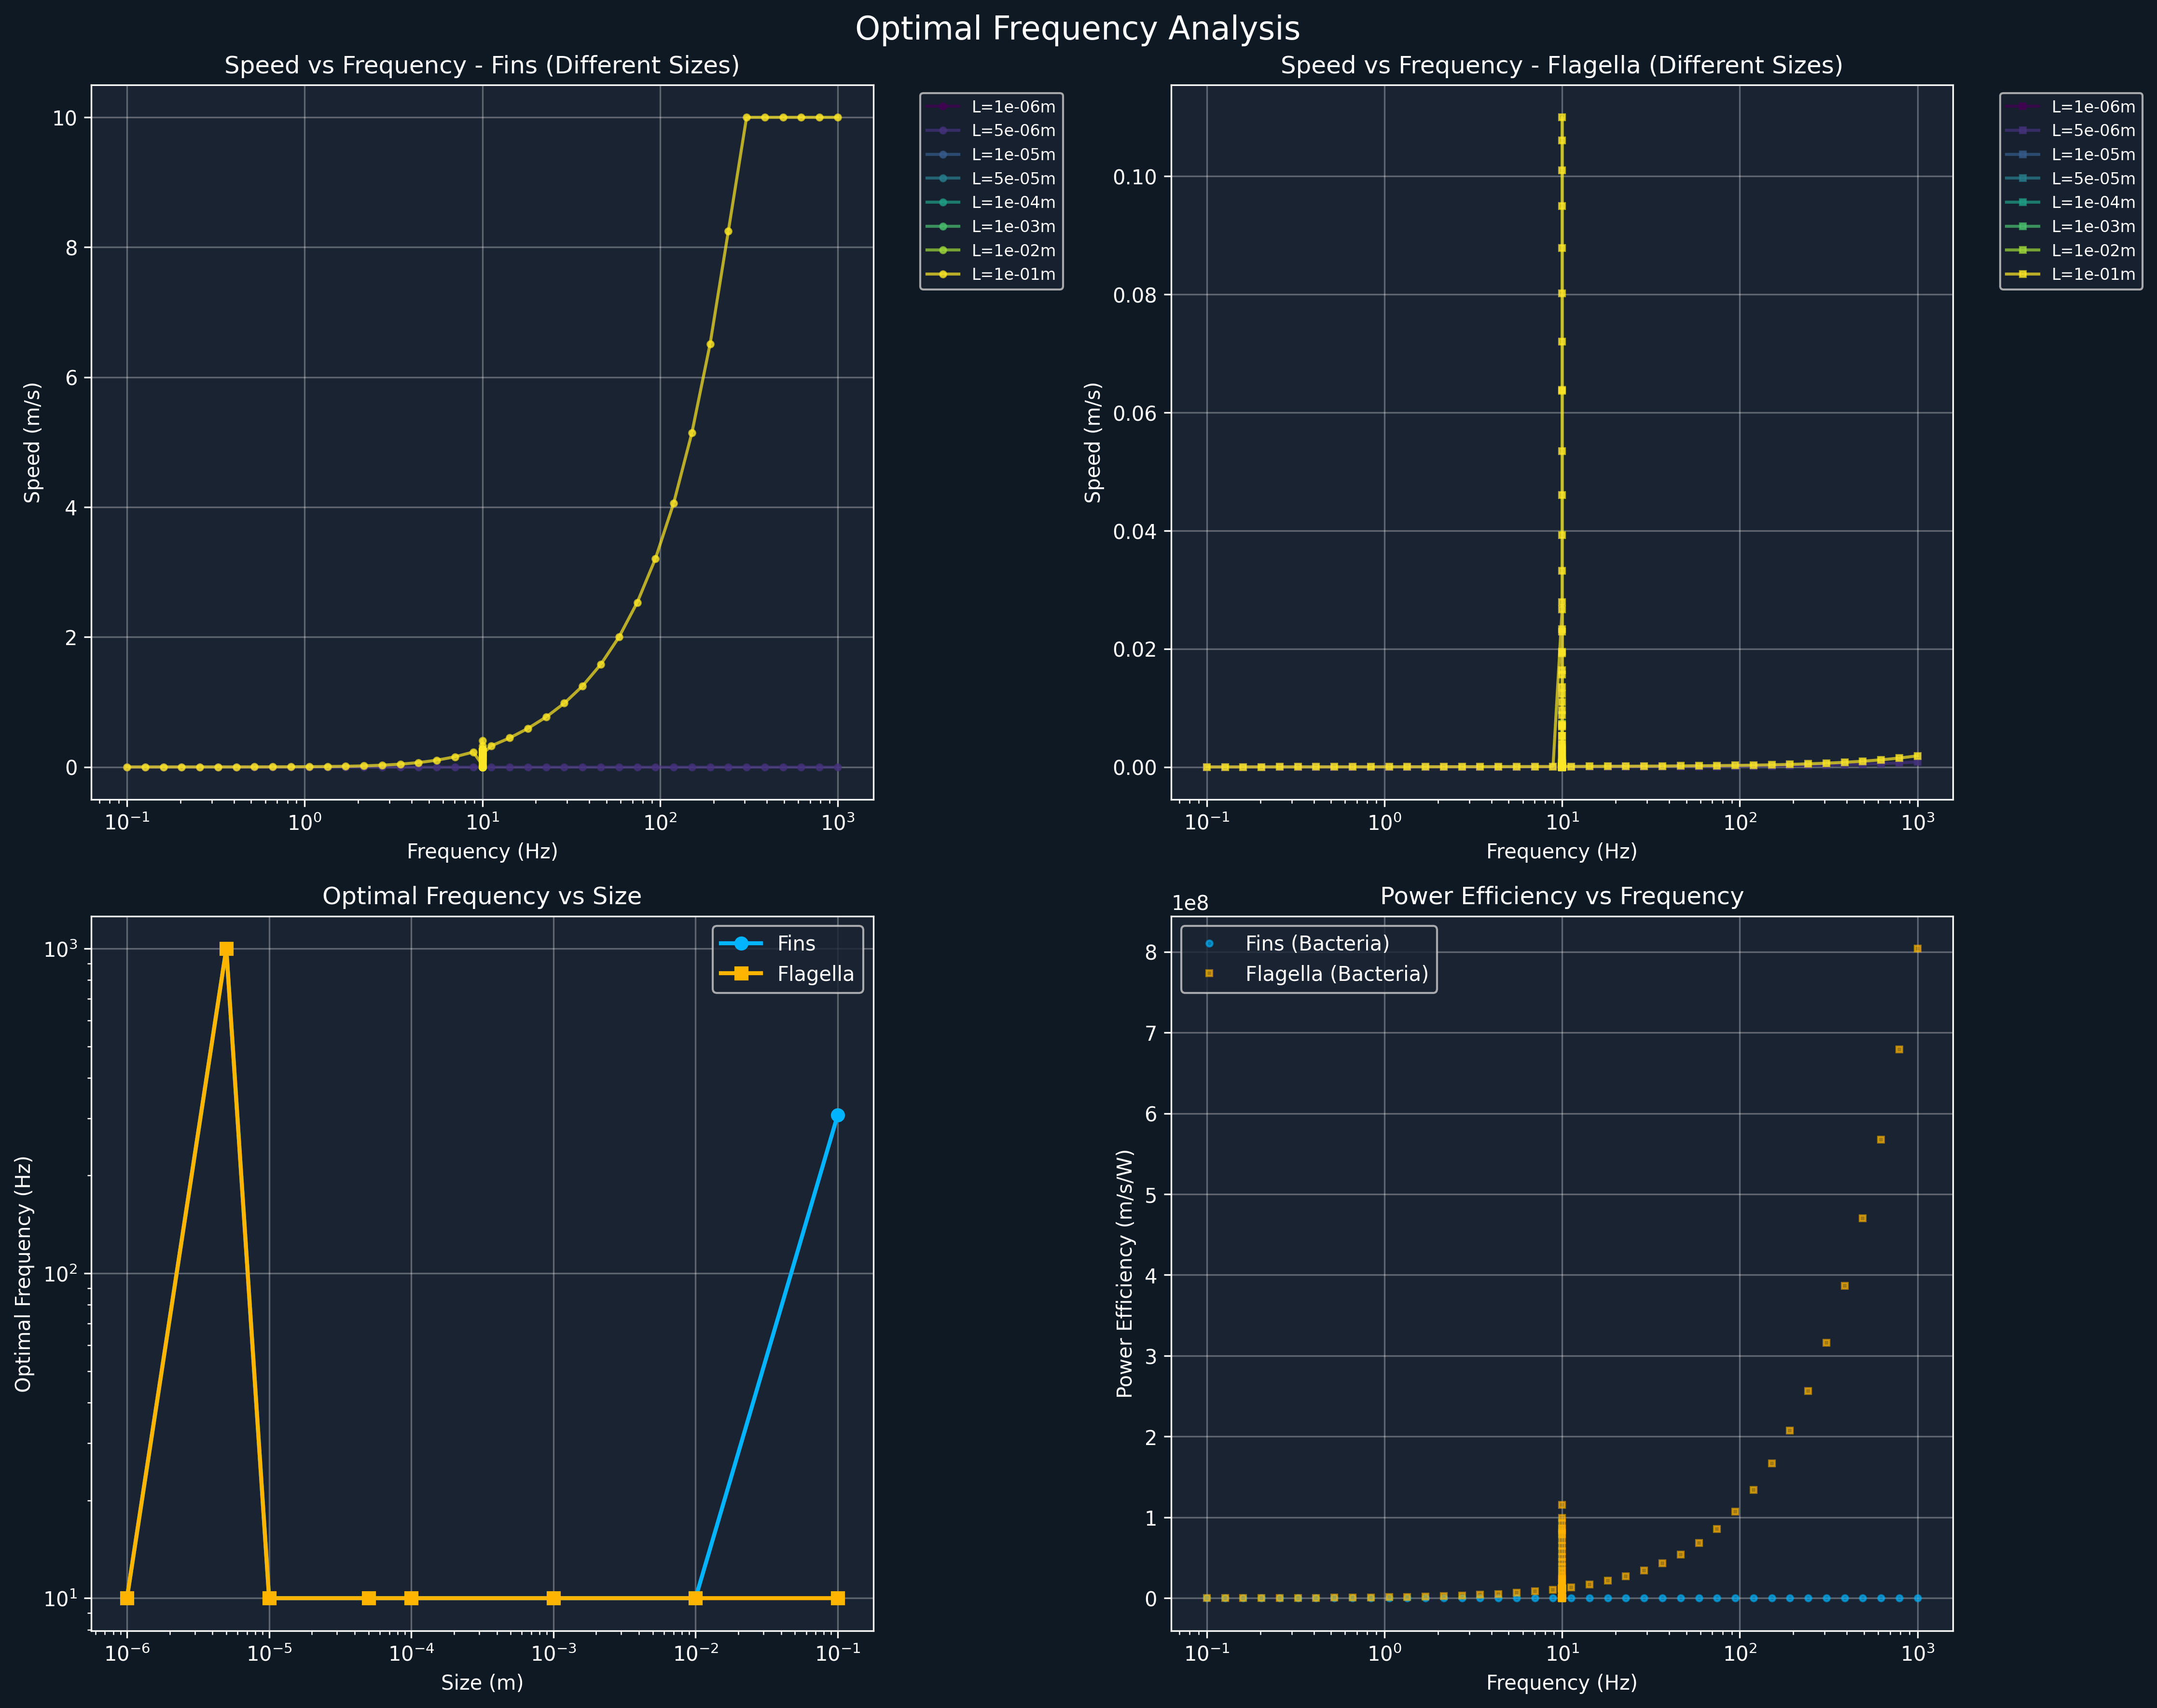 Optimal Frequency Analysis
Speed vs Frequency - Fins (Different Sizes)
Speed (m/s)
10
8
6
4
2
0
10⁻¹
10⁰
10¹
10²
10³
Frequency (Hz)
L=1e-06m
L=5e-06m
L=1e-05m
L=5e-05m
L=1e-04m
L=1e-03m
L=1e-02m
L=1e-01m
Speed vs Frequency - Flagella (Different Sizes)
Speed (m/s)
0.10
0.08
0.06
0.04
0.02
0.00
10⁻¹
10⁰
10¹
10²
10³
Frequency (Hz)
L=1e-06m
L=5e-06m
L=1e-05m
L=5e-05m
L=1e-04m
L=1e-03m
L=1e-02m
L=1e-01m
Optimal Frequency vs Size
Optimal Frequency (Hz)
10³
10²
10¹
10⁻⁶
10⁻⁵
10⁻⁴
10⁻³
10⁻²
10⁻¹
Size (m)
Fins
Flagella
Power Efficiency vs Frequency
1e8
Power Efficiency (m/s/W)
8
7
6
5
4
3
2
1
0
10⁻¹
10⁰
10¹
10²
10³
Frequency (Hz)
Fins (Bacteria)
Flagella (Bacteria)